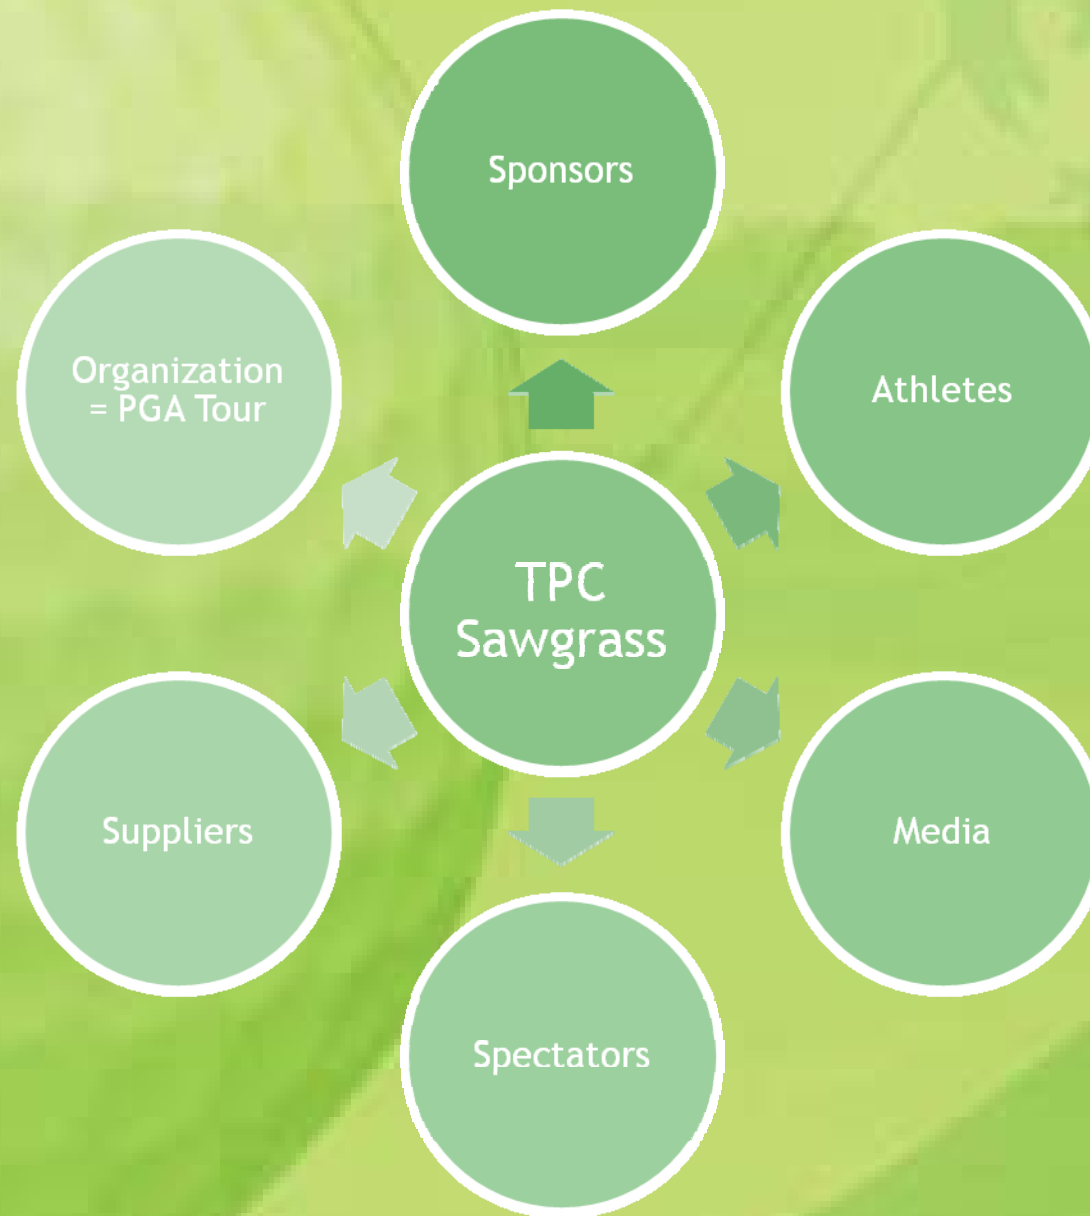 Sponsors
Organization
= PGA Tour
Athletes
TPC
Sawgrass
Suppliers
Media
Spectators